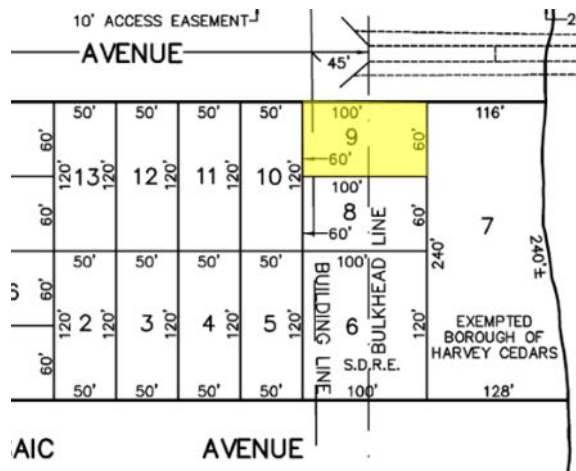 10' ACCESS EASEMENT
2
AVENUE
45'
50' 50' 50' 50' 100' 116'
60' 9 60'
60'
120' 13 120' 12 120' 11 120' 10
100'
60' 8 60' 7
60'
240' 240'±
50' 50' 50' 50' 100'
60' BUILDING LINE BULKHEAD LINE
120' 2 120' 3 120' 4 120' 5 6 120'
EXEMPTED
BOROUGH OF
HARVEY CEDARS
60' S.D.R.E.
50' 50' 50' 50' 100' 128'
AIC AVENUE